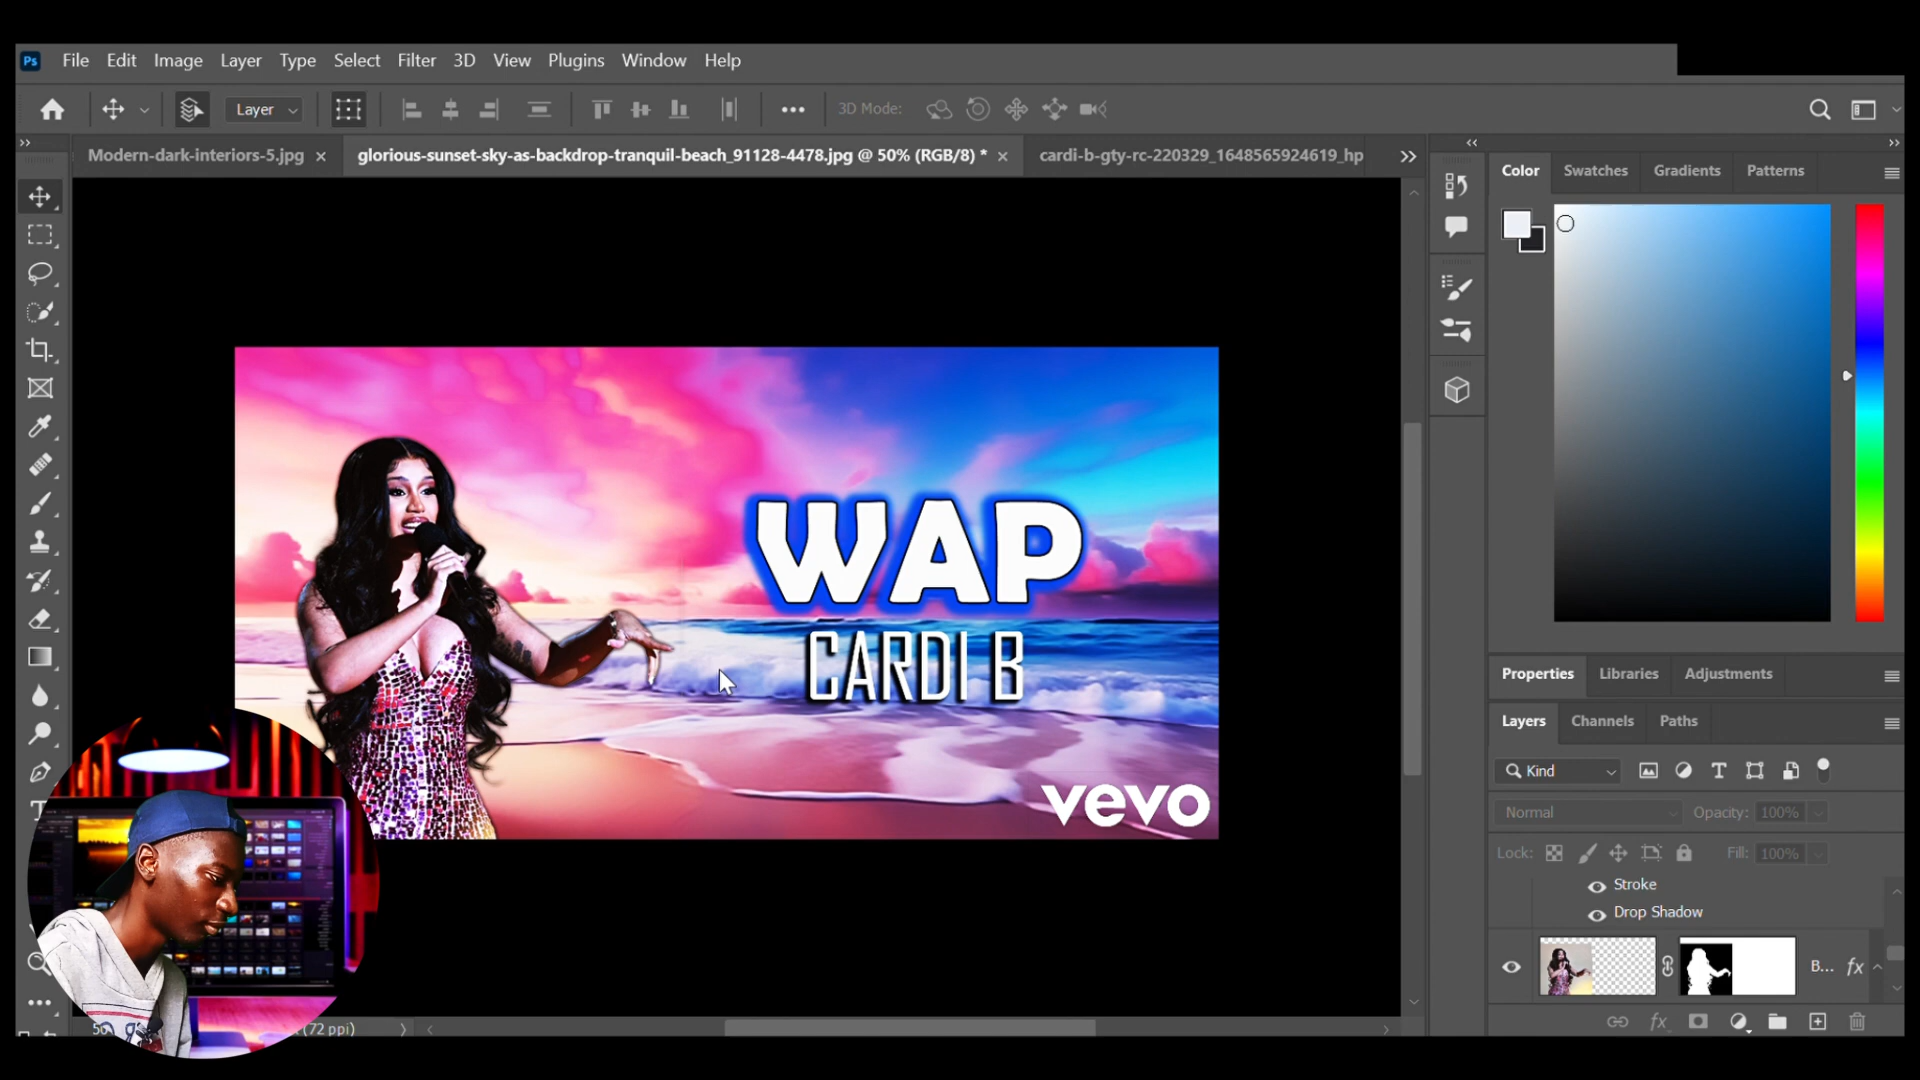 Ps File Edit Image Layer Type Select Filter 3D View Plugins Window Help
Layer 3D Mode:
Modern-dark-interiors-5.jpg glorious-sunset-sky-as-backdrop-tranquil-beach_91128-4478.jpg @ 50% (RGB/8) * cardi-b-gty-rc-220329_1648565924619_hp
Color Swatches Gradients Patterns
WAP
CARDI B
vevo
Properties Libraries Adjustments
Layers Channels Paths
Kind
Normal Opacity: 100%
Lock: Fill: 100%
Stroke
Drop Shadow
B... fx
(72 ppi)
fx